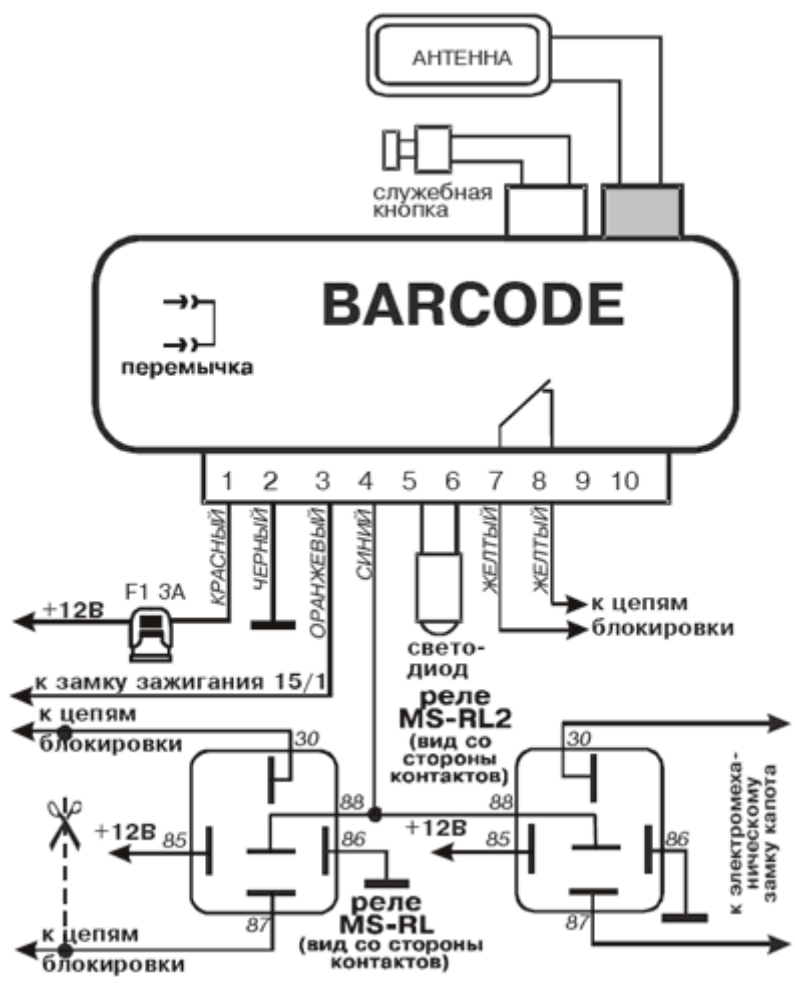 АНТЕННА
служебная
кнопка
BARCODE
перемычка
1 2 3 4 5 6 7 8 9 10
КРАСНЫЙ
ЧЕРНЫЙ
ОРАНЖЕВЫЙ
СИНИЙ
ЖЕЛТЫЙ
ЖЕЛТЫЙ
F1 3А
+12В
к цепям
блокировки
свето-
диод
к замку зажигания 15/1
реле
MS-RL2
(вид со
стороны
контактов)
к цепям
блокировки
30
88
+12В
85
86
87
реле
MS-RL
(вид со стороны
контактов)
к цепям
блокировки
30
88
+12В
85
86
87
к электромеха-
ническому
замку капота